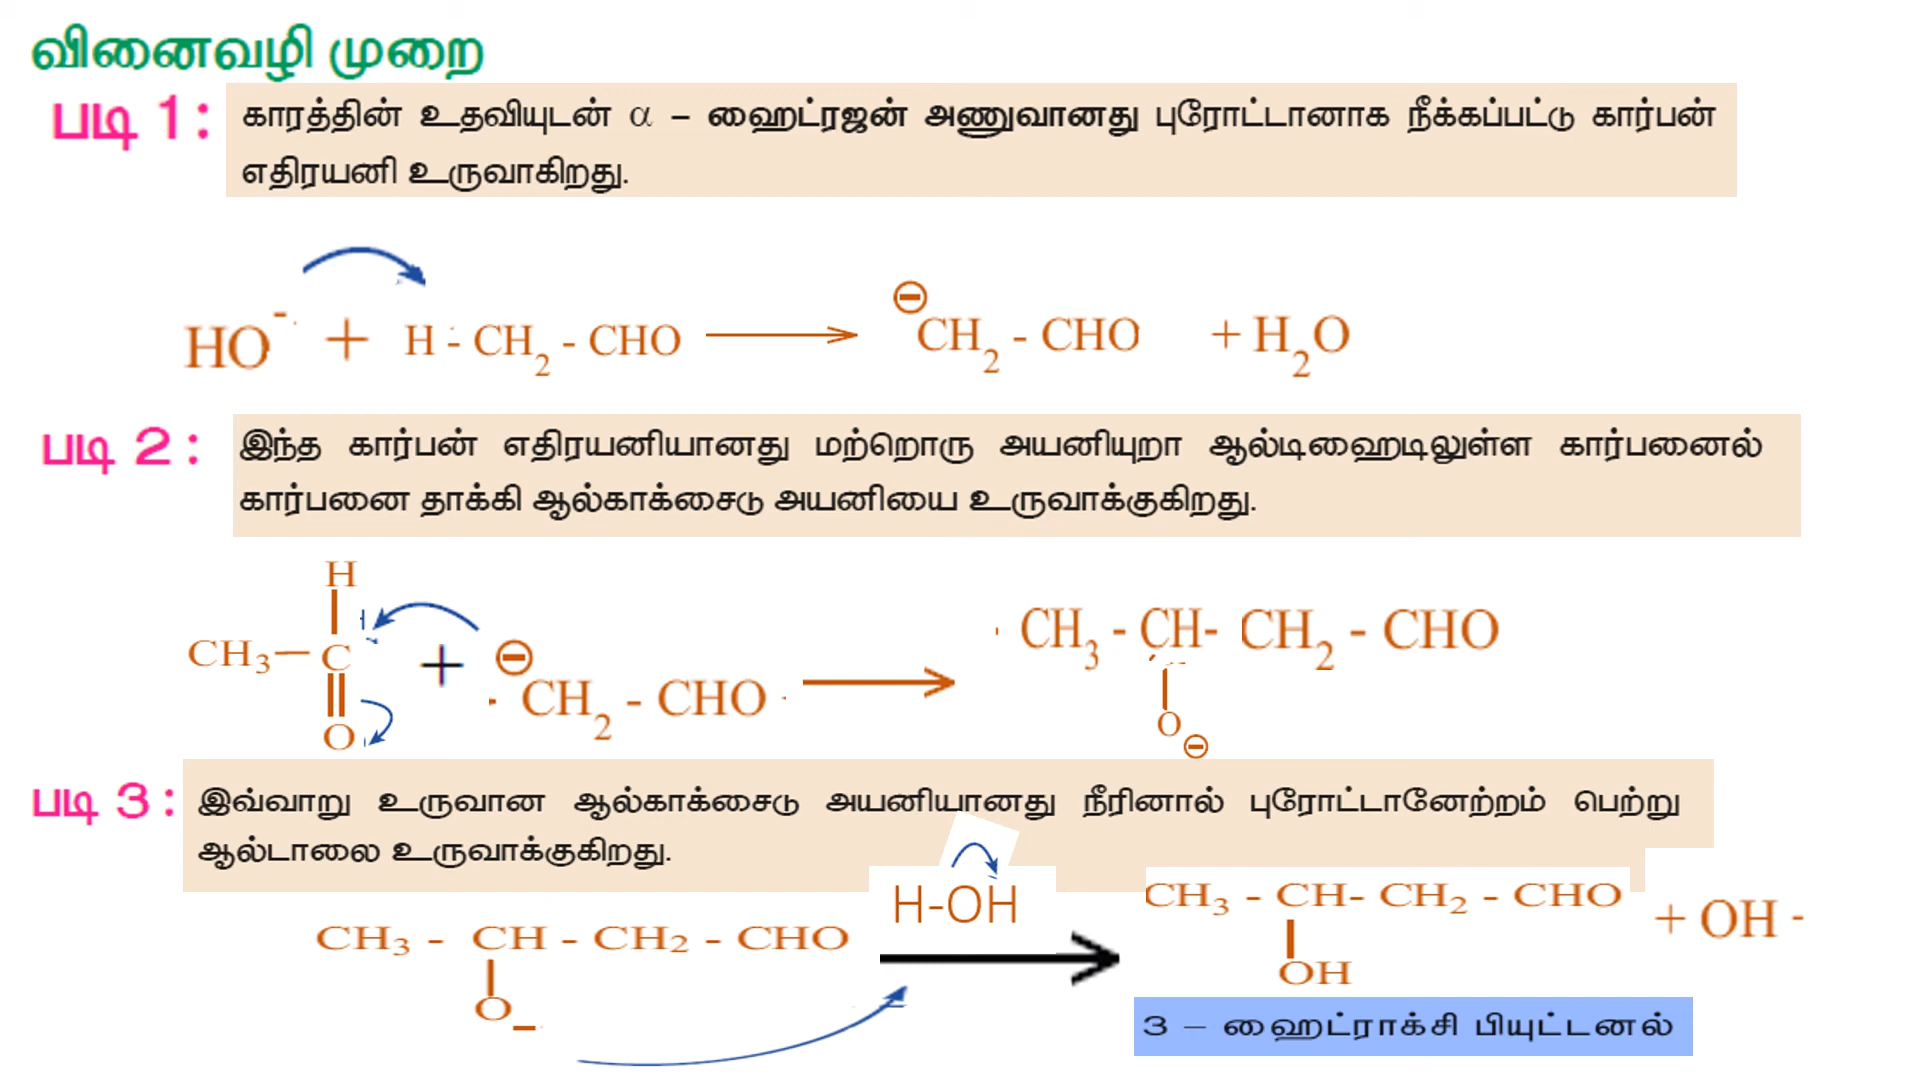 வினைவழி முறை
படி 1: காரத்தின் உதவியுடன் α – ஹைட்ரஜன் அணுவானது புரோட்டானாக நீக்கப்பட்டு கார்பன்
எதிரயனி உருவாகிறது.
HO⁻ + H - CH₂ - CHO ⟶ ⊖CH₂ - CHO + H₂O
படி 2: இந்த கார்பன் எதிரயனியானது மற்றொரு அயனியுறா ஆல்டிஹைடிலுள்ள கார்பனைல்
கார்பனை தாக்கி ஆல்காக்சைடு அயனியை உருவாக்குகிறது.
H
CH₃ – C + ⊖CH₂ - CHO ⟶ CH₃ - CH- CH₂ - CHO
O O⊖
படி 3: இவ்வாறு உருவான ஆல்காக்சைடு அயனியானது நீரினால் புரோட்டானேற்றம் பெற்று
ஆல்டாலை உருவாக்குகிறது.
CH₃ - CH - CH₂ - CHO H-OH ⟶ CH₃ - CH- CH₂ - CHO + OH -
O– OH
3 – ஹைட்ராக்சி பியுட்டனல்